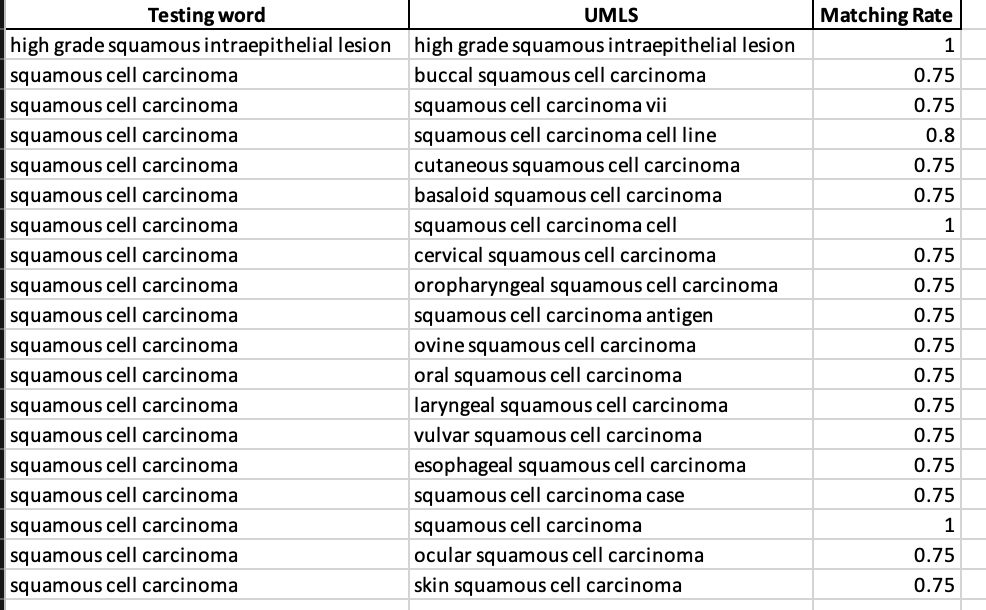 Testing word UMLS Matching Rate
high grade squamous intraepithelial lesion high grade squamous intraepithelial lesion 1
squamous cell carcinoma buccal squamous cell carcinoma 0.75
squamous cell carcinoma squamous cell carcinoma vii 0.75
squamous cell carcinoma squamous cell carcinoma cell line 0.8
squamous cell carcinoma cutaneous squamous cell carcinoma 0.75
squamous cell carcinoma basaloid squamous cell carcinoma 0.75
squamous cell carcinoma squamous cell carcinoma cell 1
squamous cell carcinoma cervical squamous cell carcinoma 0.75
squamous cell carcinoma oropharyngeal squamous cell carcinoma 0.75
squamous cell carcinoma squamous cell carcinoma antigen 0.75
squamous cell carcinoma ovine squamous cell carcinoma 0.75
squamous cell carcinoma oral squamous cell carcinoma 0.75
squamous cell carcinoma laryngeal squamous cell carcinoma 0.75
squamous cell carcinoma vulvar squamous cell carcinoma 0.75
squamous cell carcinoma esophageal squamous cell carcinoma 0.75
squamous cell carcinoma squamous cell carcinoma case 0.75
squamous cell carcinoma squamous cell carcinoma 1
squamous cell carcinoma ocular squamous cell carcinoma 0.75
squamous cell carcinoma skin squamous cell carcinoma 0.75